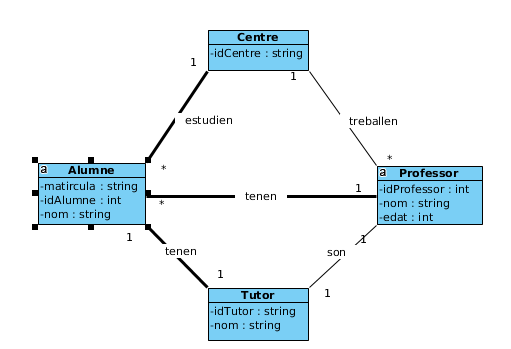 Centre
-idCentre : string
1
1
estudien
treballen
*
*
a Alumne
-matircula : string
-idAlumne : int
-nom : string
*
tenen
1
a Professor
-idProfessor : int
-nom : string
-edat : int
1
tenen
1
son
1
1
Tutor
-idTutor : string
-nom : string